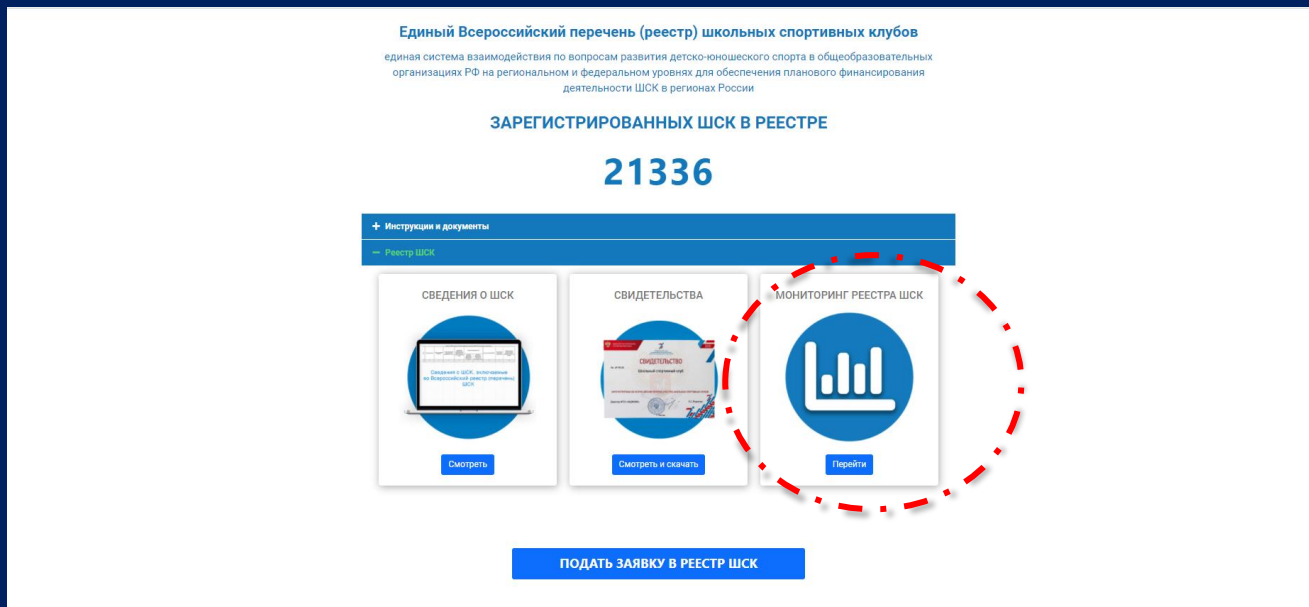 Единый Всероссийский перечень (реестр) школьных спортивных клубов
единая система взаимодействия по вопросам развития детско-юношеского спорта в общеобразовательных
организациях РФ на региональном и федеральном уровнях для обеспечения планового финансирования
деятельности ШСК в регионах России
ЗАРЕГИСТРИРОВАННЫХ ШСК В РЕЕСТРЕ
21336
+ Инструкции и документы
− Реестр ШСК
СВЕДЕНИЯ О ШСК
СВИДЕТЕЛЬСТВА
МОНИТОРИНГ РЕЕСТРА ШСК
Сведения о ШСК, включенные
во Всероссийский реестр (перечень)
ШСК
СВИДЕТЕЛЬСТВО
Школьный спортивный клуб
Смотреть
Смотреть и скачать
Перейти
ПОДАТЬ ЗАЯВКУ В РЕЕСТР ШСК